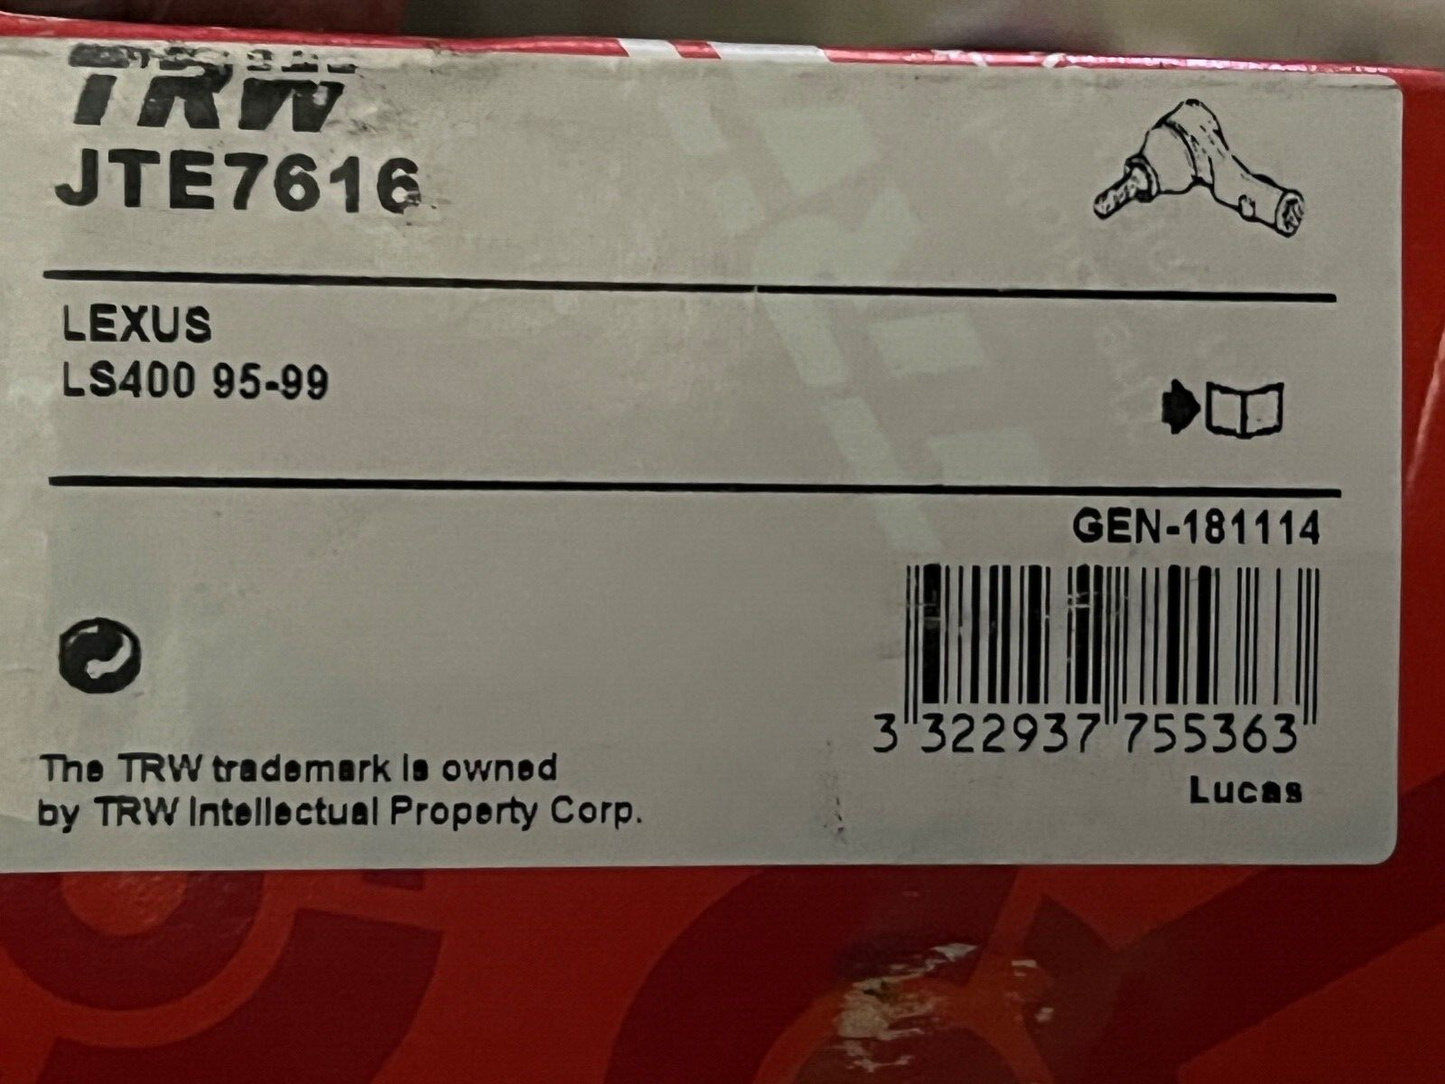 TRW
JTE7616
LEXUS
LS400 95-99
GEN-181114
3 322937 755363
Lucas
The TRW trademark is owned
by TRW Intellectual Property Corp.